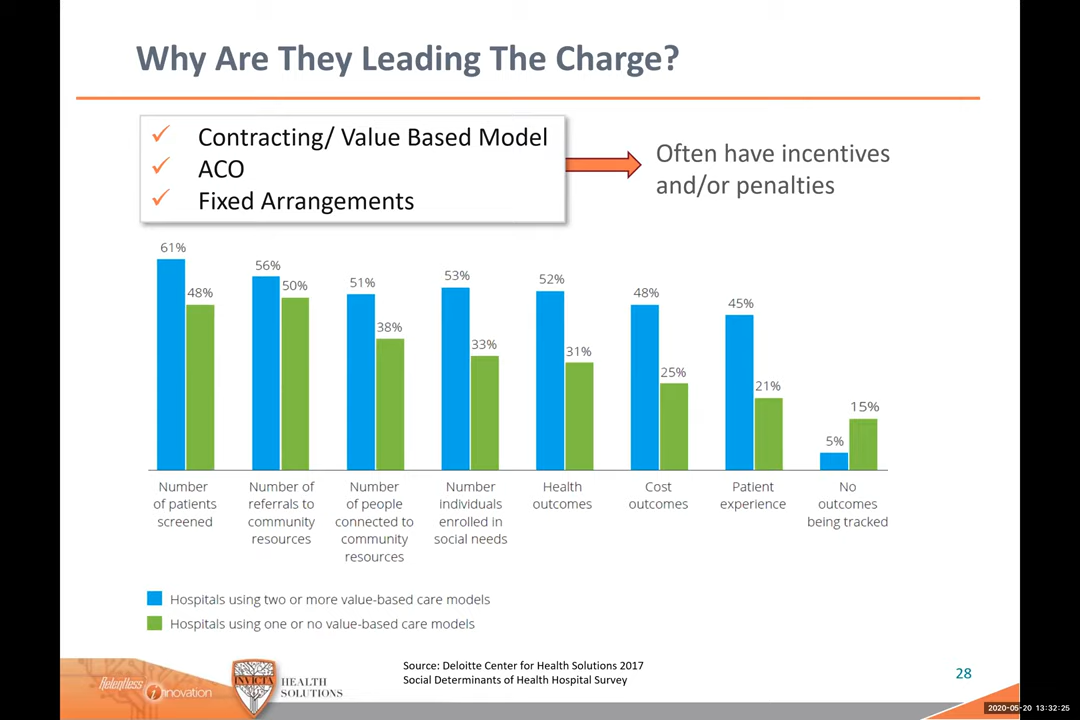 Why Are They Leading The Charge?
✓ Contracting/ Value Based Model
✓ ACO
✓ Fixed Arrangements
Often have incentives
and/or penalties
61%
48%
56%
50%
51%
38%
53%
33%
52%
31%
48%
25%
45%
21%
5%
15%
Number
of patients
screened
Number of
referrals to
community
resources
Number
of people
connected to
community
resources
Number
individuals
enrolled in
social needs
Health
outcomes
Cost
outcomes
Patient
experience
No
outcomes
being tracked
Hospitals using two or more value-based care models
Hospitals using one or no value-based care models
Relentless
innovation
INVICTA
HEALTH
SOLUTIONS
Source: Deloitte Center for Health Solutions 2017
Social Determinants of Health Hospital Survey
28
2020-05-20 13:32:25